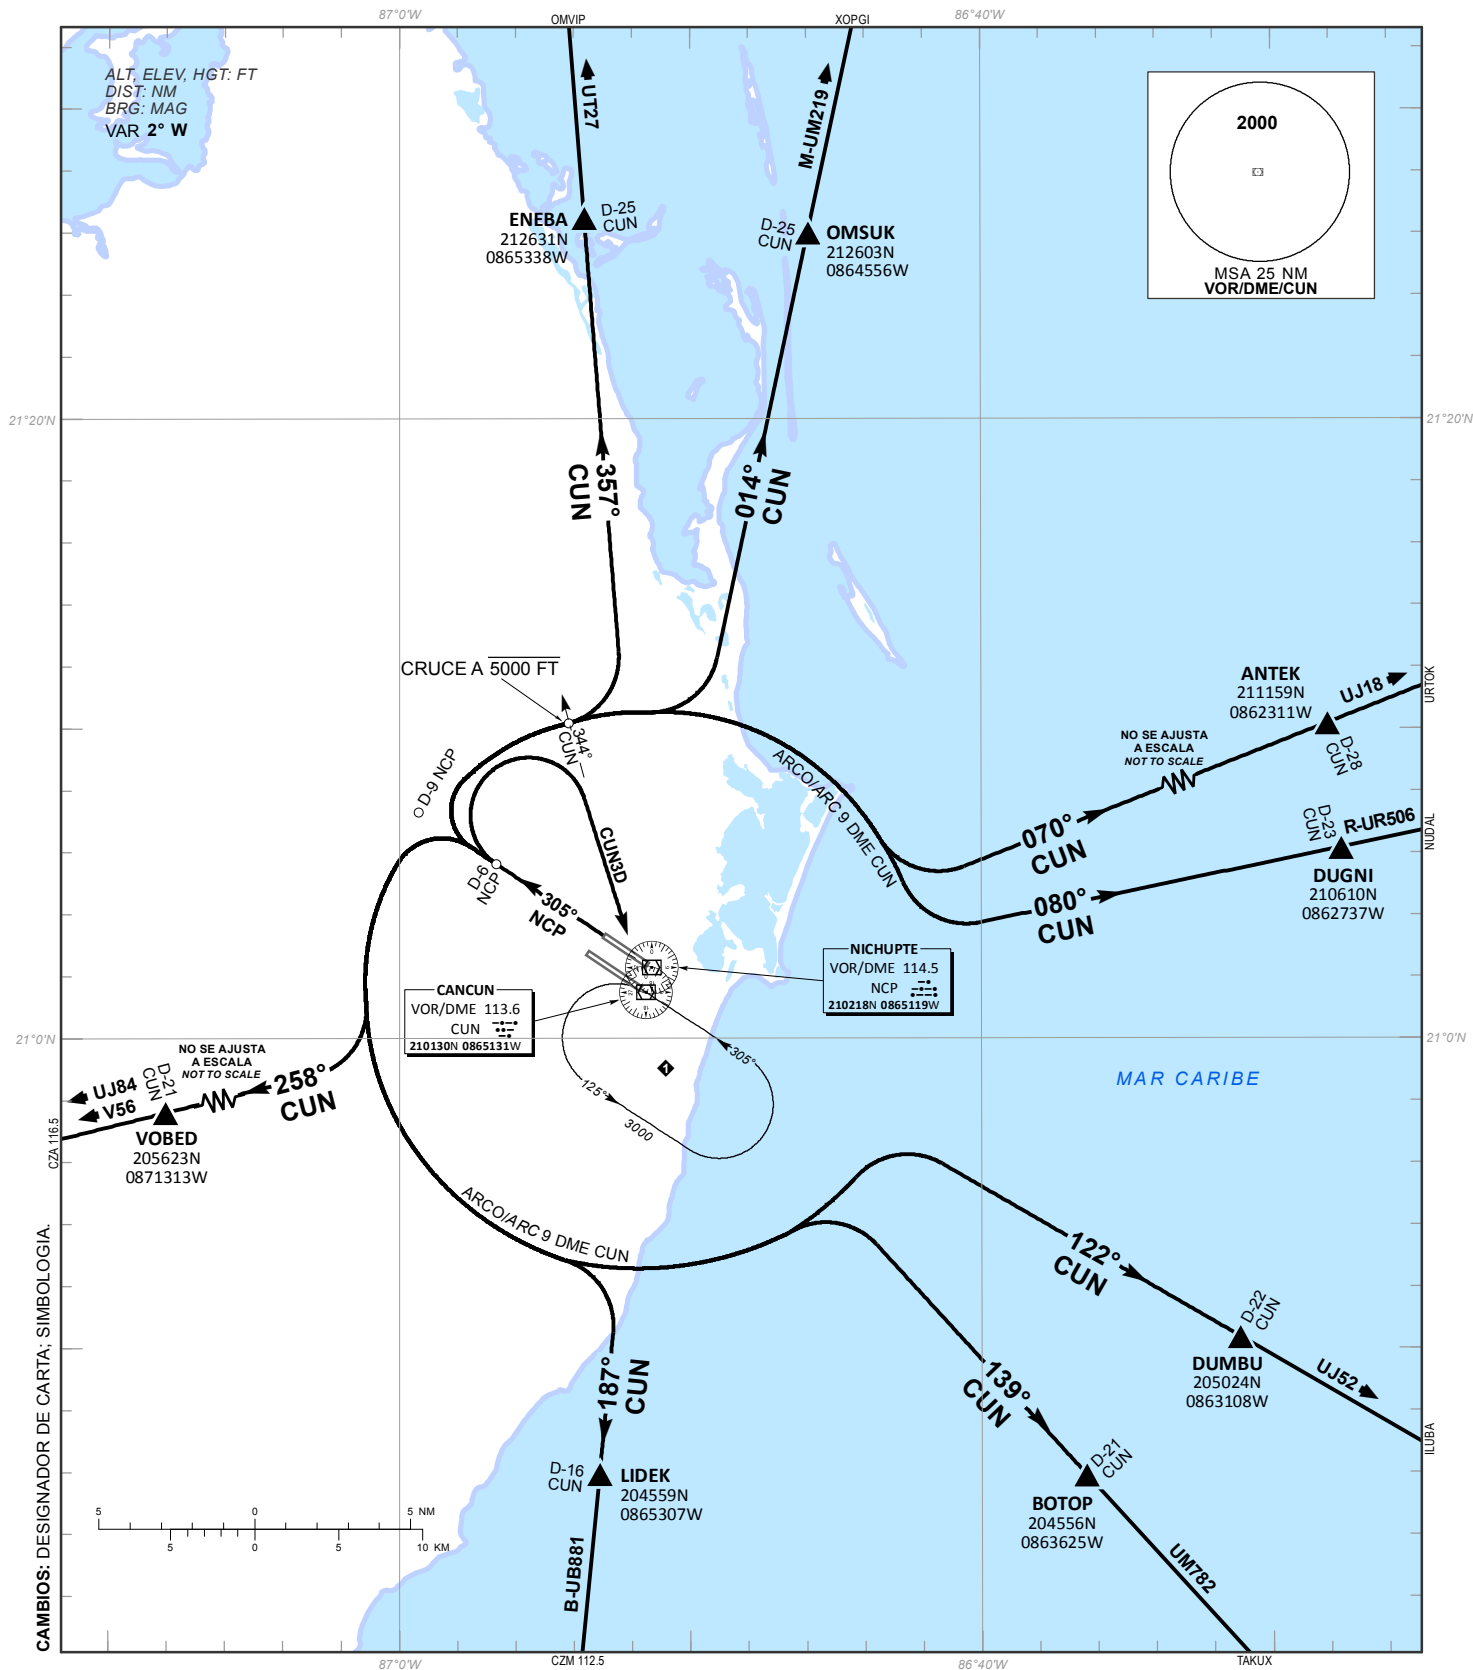 87°0'W
OMVIP
XOPGI
86°40'W
ALT, ELEV, HGT: FT
DIST: NM
BRG: MAG
VAR 2° W
UT27
M-UM219
2000
MSA 25 NM
VOR/DME/CUN
ENEBA
212631N
0865338W
D-25
CUN
D-25
CUN
OMSUK
212603N
0864556W
21°20'N
21°20'N
357°
CUN
014°
CUN
CRUCE A 5000 FT
344°
CUN
D-9 NCP
ARCO/ARC 9 DME CUN
ANTEK
211159N
0862311W
UJ18
URTOK
D-28
CUN
NO SE AJUSTA
A ESCALA
NOT TO SCALE
070°
CUN
D-23
CUN
R-UR506
NUDAL
DUGNI
210610N
0862737W
080°
CUN
CUN3D
D-6
NCP
305°
NCP
NICHUPTE
VOR/DME 114.5
NCP
210218N 0865119W
CANCUN
VOR/DME 113.6
CUN
210130N 0865131W
21°0'N
21°0'N
305°
125°
3000
1
MAR CARIBE
NO SE AJUSTA
A ESCALA
NOT TO SCALE
258°
CUN
D-21
CUN
UJ84
V56
CZA 116.5
VOBED
205623N
0871313W
ARCO/ARC 9 DME CUN
122°
CUN
D-22
CUN
DUMBU
205024N
0863108W
UJ52
ILUBA
139°
CUN
D-21
CUN
BOTOP
204556N
0863625W
UM782
TAKUX
187°
CUN
D-16
CUN
LIDEK
204559N
0865307W
B-UB881
CZM 112.5
5 0 5 NM
5 0 5 10 KM
CAMBIOS: DESIGNADOR DE CARTA; SIMBOLOGIA.
87°0'W
86°40'W